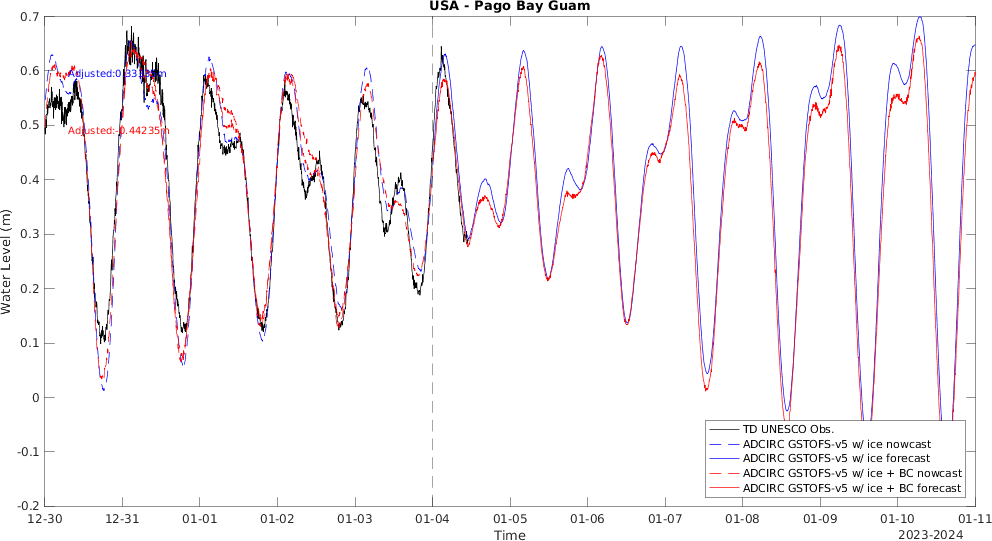 USA - Pago Bay Guam
0.7
0.6
0.5
0.4
0.3
0.2
0.1
0
-0.1
-0.2
Water Level (m)
Adjusted:-0.44235m
TD UNESCO Obs.
ADCIRC GSTOFS-v5 w/ ice nowcast
ADCIRC GSTOFS-v5 w/ ice forecast
ADCIRC GSTOFS-v5 w/ ice + BC nowcast
ADCIRC GSTOFS-v5 w/ ice + BC forecast
12-30 12-31 01-01 01-02 01-03 01-04 01-05 01-06 01-07 01-08 01-09 01-10 01-11
Time
2023-2024